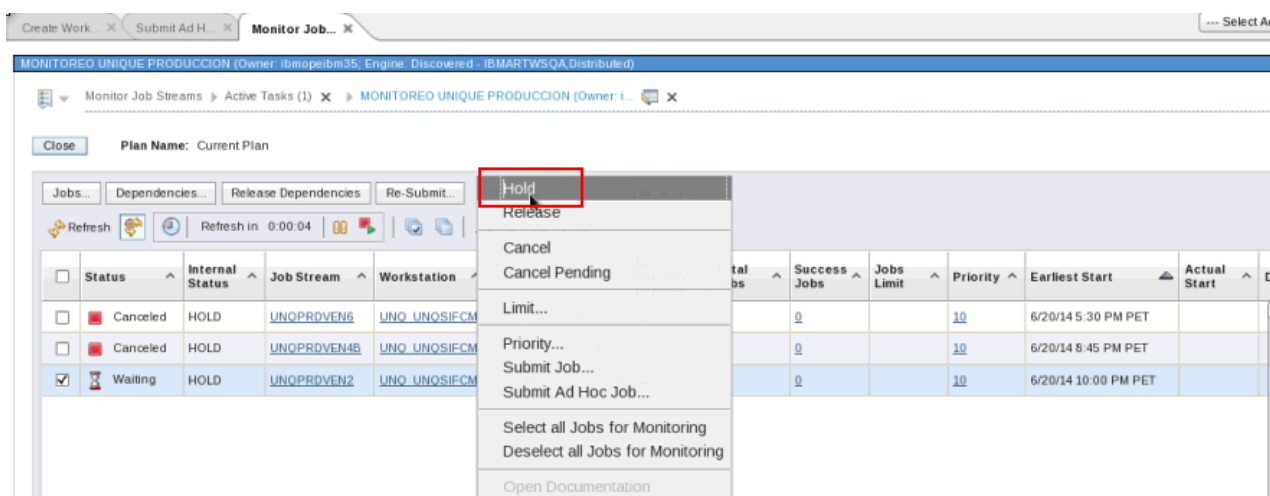 Create Work... Submit Ad H... Monitor Job... --- Select
MONITOREO UNIQUE PRODUCCION (Owner: ibmopeibm35; Engine: Discovered - IBMARTWSQA,Distributed)
Monitor Job Streams Active Tasks (1) MONITOREO UNIQUE PRODUCCION (Owner: i...
Close Plan Name: Current Plan
Jobs... Dependencies... Release Dependencies Re-Submit...
Refresh Refresh in 0:00:04
Status Internal Status Job Stream Workstation Success Jobs Jobs Limit Priority Earliest Start Actual Start
Canceled HOLD UNQPRDVEN6 UNQ_UNQSIFCM 0 10 6/20/14 5:30 PM PET
Canceled HOLD UNQPRDVEN4B UNQ_UNQSIFCM 0 10 6/20/14 8:45 PM PET
Waiting HOLD UNQPRDVEN2 UNQ_UNQSIFCM 0 10 6/20/14 10:00 PM PET
Hold
Release
Cancel
Cancel Pending
Limit...
Priority...
Submit Job...
Submit Ad Hoc Job...
Select all Jobs for Monitoring
Deselect all Jobs for Monitoring
Open Documentation